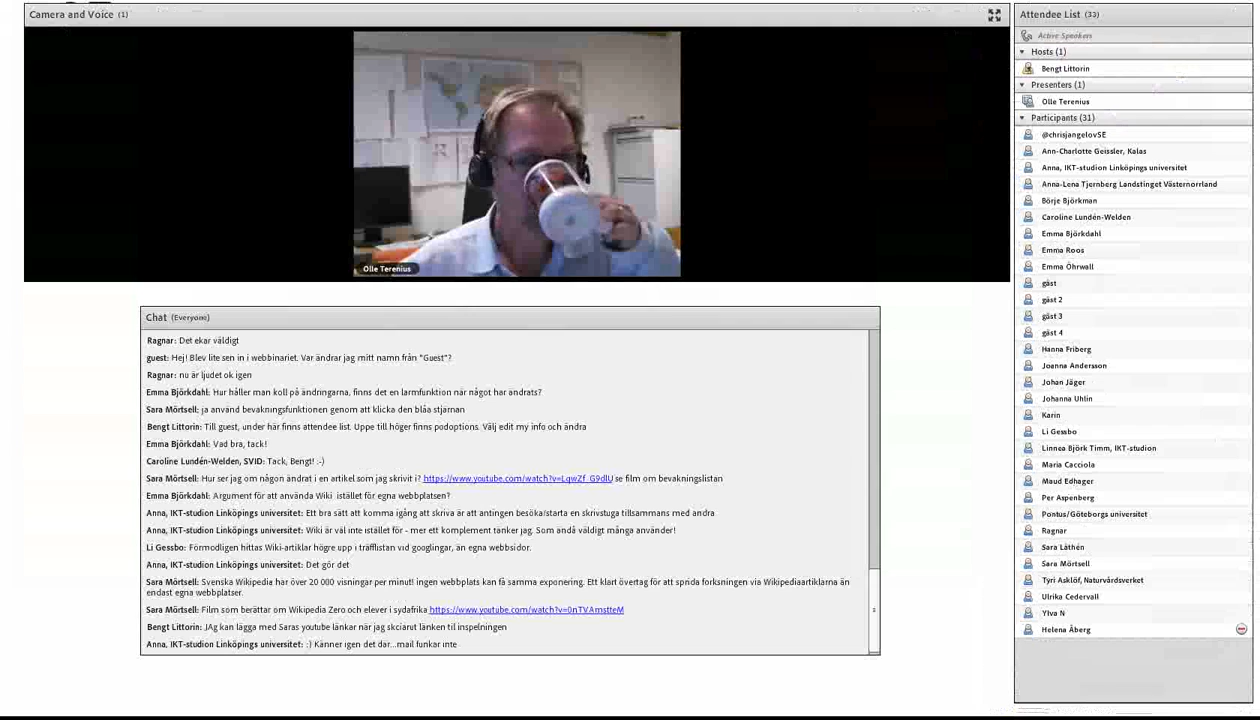 Camera and Voice (1)
Olle Terenius
Chat (Everyone)
Ragnar: Det ekar väldigt
guest: Hej! Blev lite sen in i webbinariet. Var ändrar jag mitt namn från "Guest"?
Ragnar: nu är ljudet ok igen
Emma Björkdahl: Hur håller man koll på ändringarna, finns det en larmfunktion när något har ändrats?
Sara Mörtsell: ja använd bevakningsfunktionen genom att klicka den blåa stjärnan
Bengt Littorin: Till guest, under här finns attendee list. Uppe till höger finns podoptions. Välj edit my info och ändra
Emma Björkdahl: Vad bra, tack!
Caroline Lundén-Welden, SVID: Tack, Bengt! :-)
Sara Mörtsell: Hur ser jag om någon ändrat i en artikel som jag skrivit i? https://www.youtube.com/watch?v=LqwZf_G9dlU se film om bevakningslistan
Emma Björkdahl: Argument för att använda Wiki istället för egna webbplatsen?
Anna, IKT-studion Linköpings universitet: Ett bra sätt att komma igång att skriva är att antingen besöka/starta en skrivstuga tillsammans med andra
Anna, IKT-studion Linköpings universitet: Wiki är väl inte istället för - mer ett komplement tänker jag. Som ändå väldigt många använder!
Li Gessbo: Förmodligen hittas Wiki-artiklar högre upp i träfflistan vid googlingar, än egna webbsidor.
Anna, IKT-studion Linköpings universitet: Det gör det
Sara Mörtsell: Svenska Wikipedia har över 20 000 visningar per minut! ingen webbplats kan få samma exponering. Ett klart övertag för att sprida forskningen via Wikipediaartiklarna än
endast egna webbplatser.
Sara Mörtsell: Film som berättar om Wikipedia Zero och elever i sydafrika https://www.youtube.com/watch?v=0nTVAmstteM
Bengt Littorin: JAg kan lägga med Saras youtube länkar när jag skciarut länken til inspelningen
Anna, IKT-studion Linköpings universitet: :) Känner igen det där...mail funkar inte
Attendee List (33)
Active Speakers
Hosts (1)
Bengt Littorin
Presenters (1)
Olle Terenius
Participants (31)
@chrisjangelovSE
Ann-Charlotte Geissler, Kalas
Anna, IKT-studion Linköpings universitet
Anna-Lena Tjernberg Landstinget Västernorrland
Börje Björkman
Caroline Lundén-Welden
Emma Björkdahl
Emma Roos
Emma Öhrwall
gäst
gäst 2
gäst 3
gäst 4
Hanna Friberg
Joanna Andersson
Johan Jäger
Johanna Uhlin
Karin
Li Gessbo
Linnea Björk Timm, IKT-studion
Maria Cacciola
Maud Edhager
Per Aspenberg
Pontus/Göteborgs universitet
Ragnar
Sara Låthén
Sara Mörtsell
Tyri Asklöf, Naturvårdsverket
Ulrika Cedervall
Ylva N
Helena Åberg